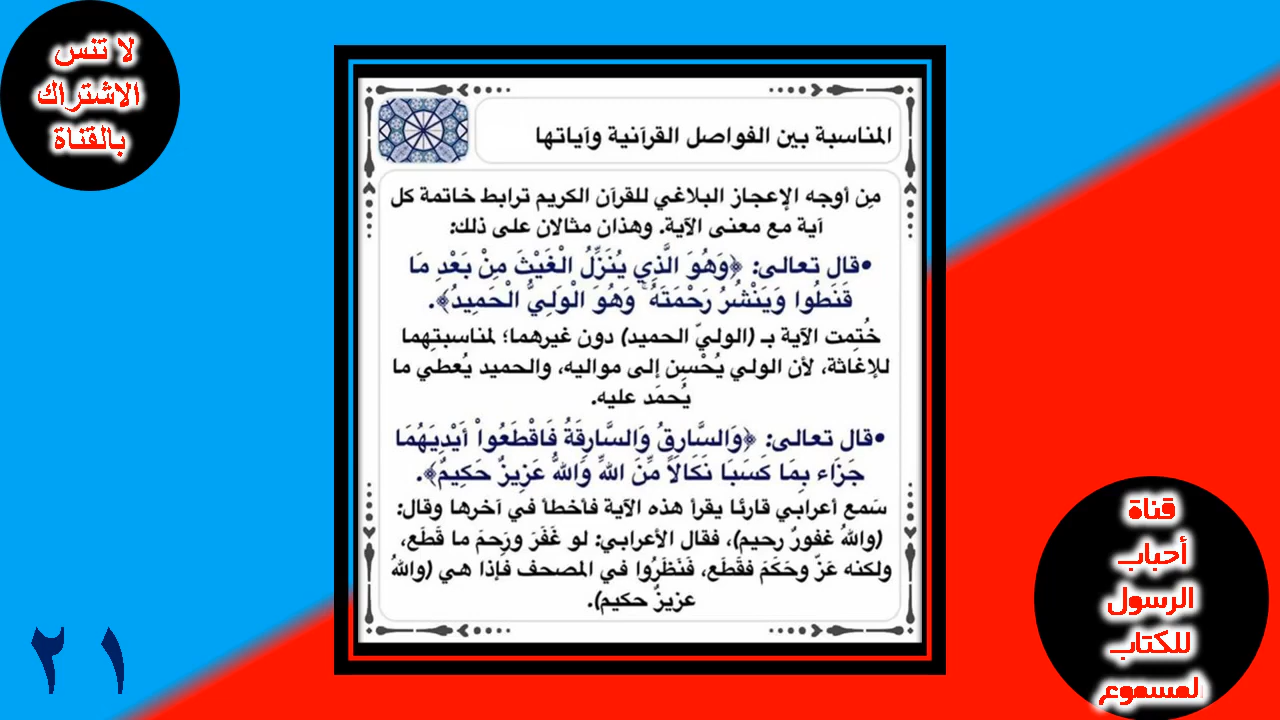 لا تنس
الاشتراك
بالقناة
المناسبة بين الفواصل القرآنية وآياتها
مِن أوجه الإعجاز البلاغي للقرآن الكريم ترابط خاتمة كل
آية مع معنى الآية. وهذان مثالان على ذلك:
•قال تعالى: ﴿وَهُوَ الَّذِي يُنَزِّلُ الْغَيْثَ مِنْ بَعْدِ مَا
قَنَطُوا وَيَنْشُرُ رَحْمَتَهُ ۚ وَهُوَ الْوَلِيُّ الْحَمِيدُ﴾.
خُتِمت الآية بـ (الوليّ الحميد) دون غيرهما؛ لمناسبتِهما
للإغاثة، لأن الولي يُحْسِن إلى مواليه، والحميد يُعطي ما
يُحمَد عليه.
•قال تعالى: ﴿وَالسَّارِقُ وَالسَّارِقَةُ فَاقْطَعُواْ أَيْدِيَهُمَا
جَزَاء بِمَا كَسَبَا نَكَالاً مِّنَ اللهِ وَاللهُ عَزِيزٌ حَكِيمٌ﴾.
سَمع أعرابي قارئا يقرأ هذه الآية فأخطأ في آخرها وقال:
(واللهُ غفورٌ رحيم)، فقال الأعرابي: لو غَفَرَ ورَحِمَ ما قَطَع،
ولكنه عَزّ وحَكَمَ فقَطَع، فَنَظَرُوا في المصحف فإذا هي (واللهُ
عزيزٌ حكيم).
قناة
أحباب
الرسول
للكتاب
المسموع
٢١